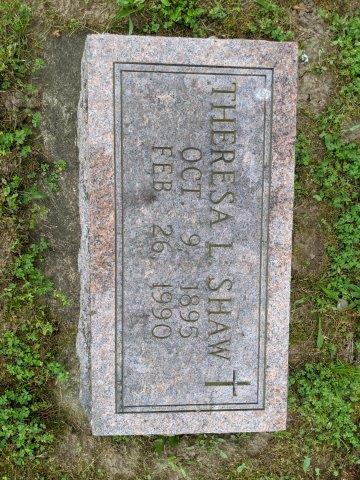 THERESA L. SHAW
OCT. 9, 1895
FEB. 26, 1990